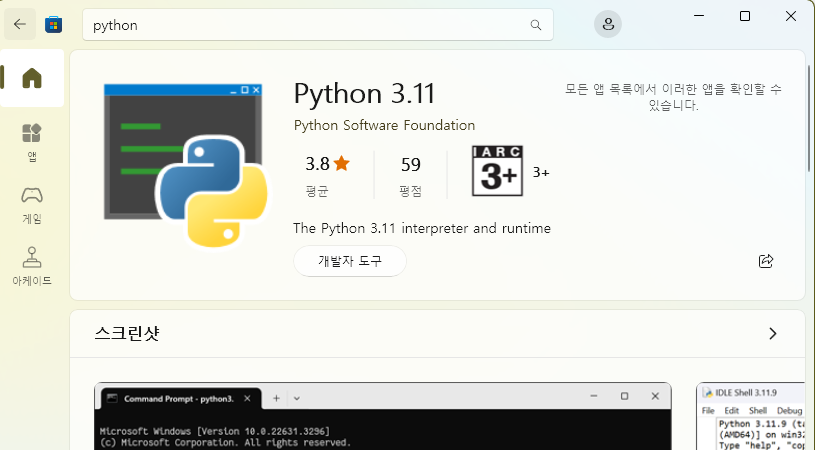 python
Python 3.11
Python Software Foundation
모든 앱 목록에서 이러한 앱을 확인할 수
있습니다.
3.8
평균
59
평점
IARC
3+
3+
The Python 3.11 interpreter and runtime
개발자 도구
앱
게임
아케이드
스크린샷
Command Prompt - python3.
Microsoft Windows [Version 10.0.22631.3296]
(c) Microsoft Corporation. All rights reserved.
IDLE Shell 3.11.9
File Edit Shell Debug
Python 3.11.9 (ta
(AMD64)] on win32
Type "help", "cop